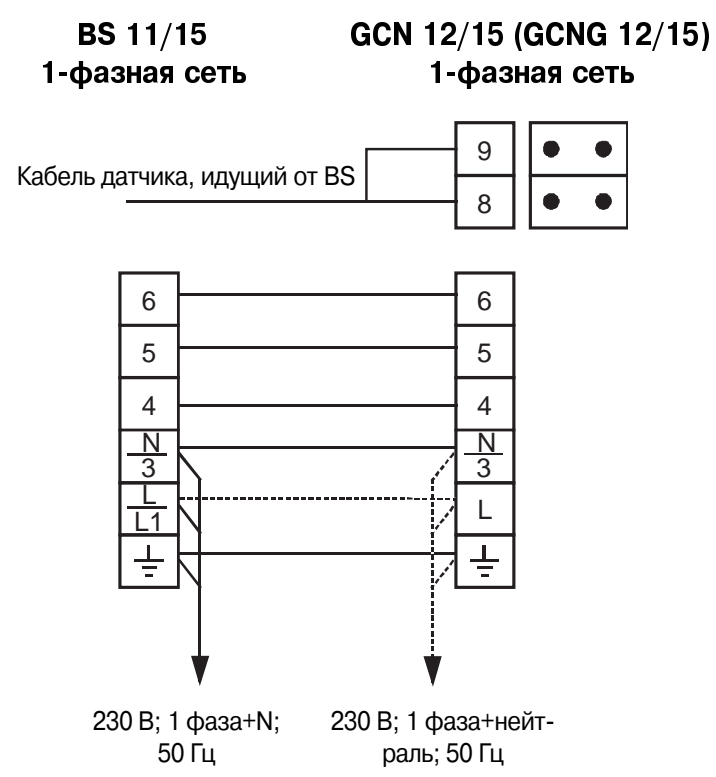 BS 11/15
1-фазная сеть
GCN 12/15 (GCNG 12/15)
1-фазная сеть
Кабель датчика, идущий от BS
9
8
6
5
4
N
3
L
L1
6
5
4
N
3
L
230 В; 1 фаза+N;
50 Гц
230 В; 1 фаза+нейт-
раль; 50 Гц